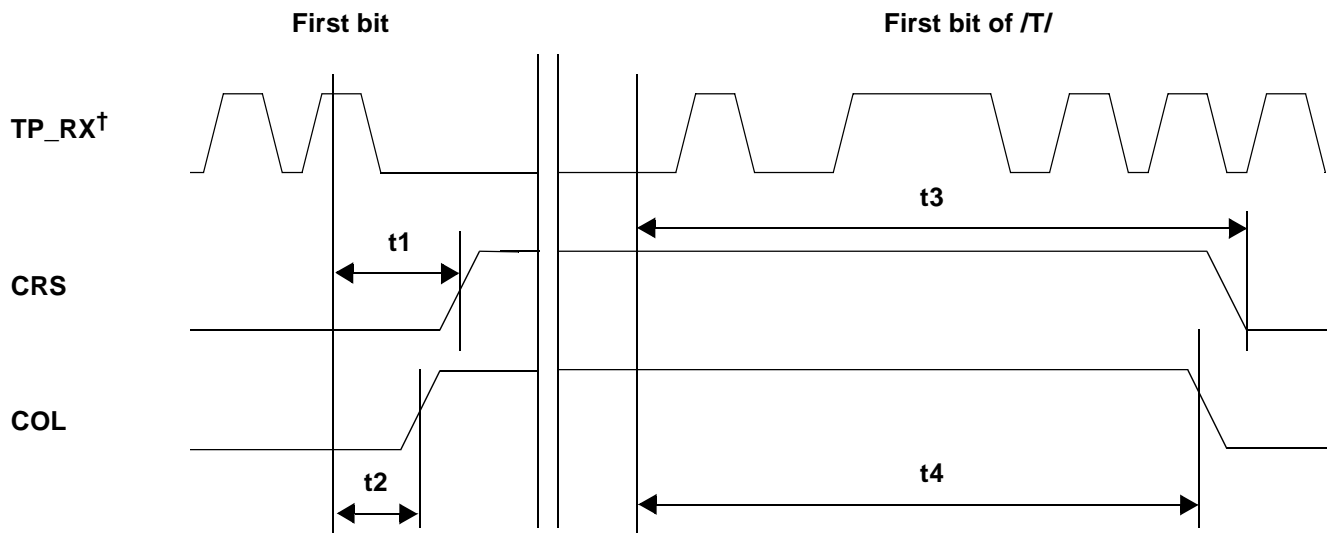 First bit
First bit of /T/
TP_RX†
t3
t1
CRS
COL
t2
t4